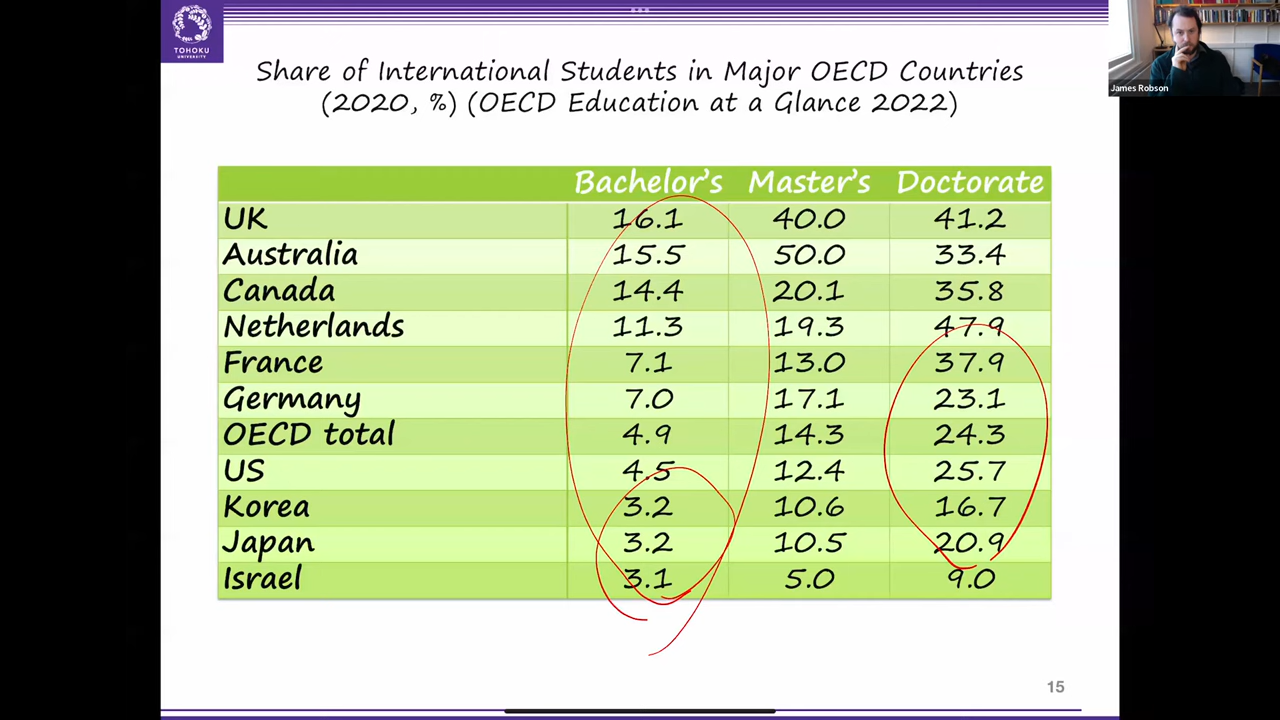 TOHOKU
UNIVERSITY
Share of International Students in Major OECD Countries
(2020, %) (OECD Education at a Glance 2022)
James Robson
Bachelor's Master's Doctorate
UK 16.1 40.0 41.2
Australia 15.5 50.0 33.4
Canada 14.4 20.1 35.8
Netherlands 11.3 19.3 47.9
France 7.1 13.0 37.9
Germany 7.0 17.1 23.1
OECD total 4.9 14.3 24.3
US 4.5 12.4 25.7
Korea 3.2 10.6 16.7
Japan 3.2 10.5 20.9
Israel 3.1 5.0 9.0
15